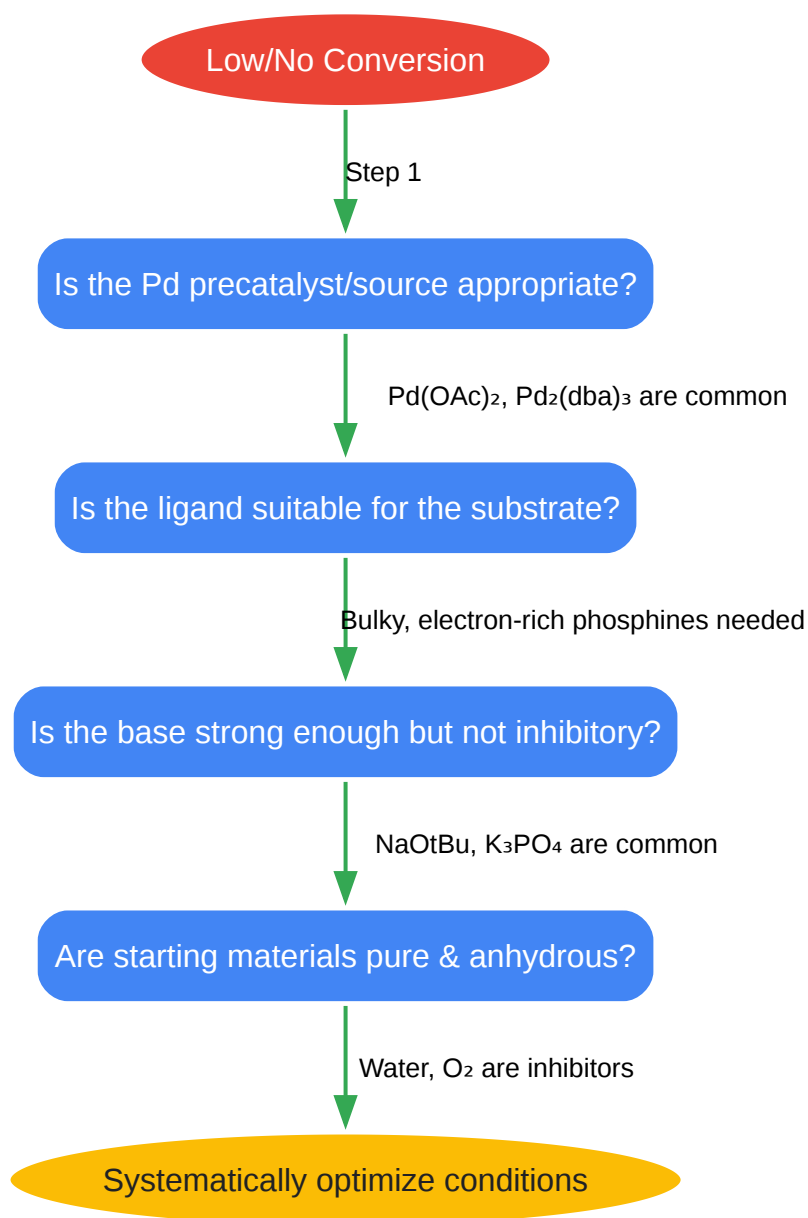 Low/No Conversion
Step 1
Is the Pd precatalyst/source appropriate?
Pd(OAc)₂, Pd₂(dba)₃ are common
Is the ligand suitable for the substrate?
Bulky, electron-rich phosphines needed
Is the base strong enough but not inhibitory?
NaOtBu, K₃PO₄ are common
Are starting materials pure & anhydrous?
Water, O₂ are inhibitors
Systematically optimize conditions